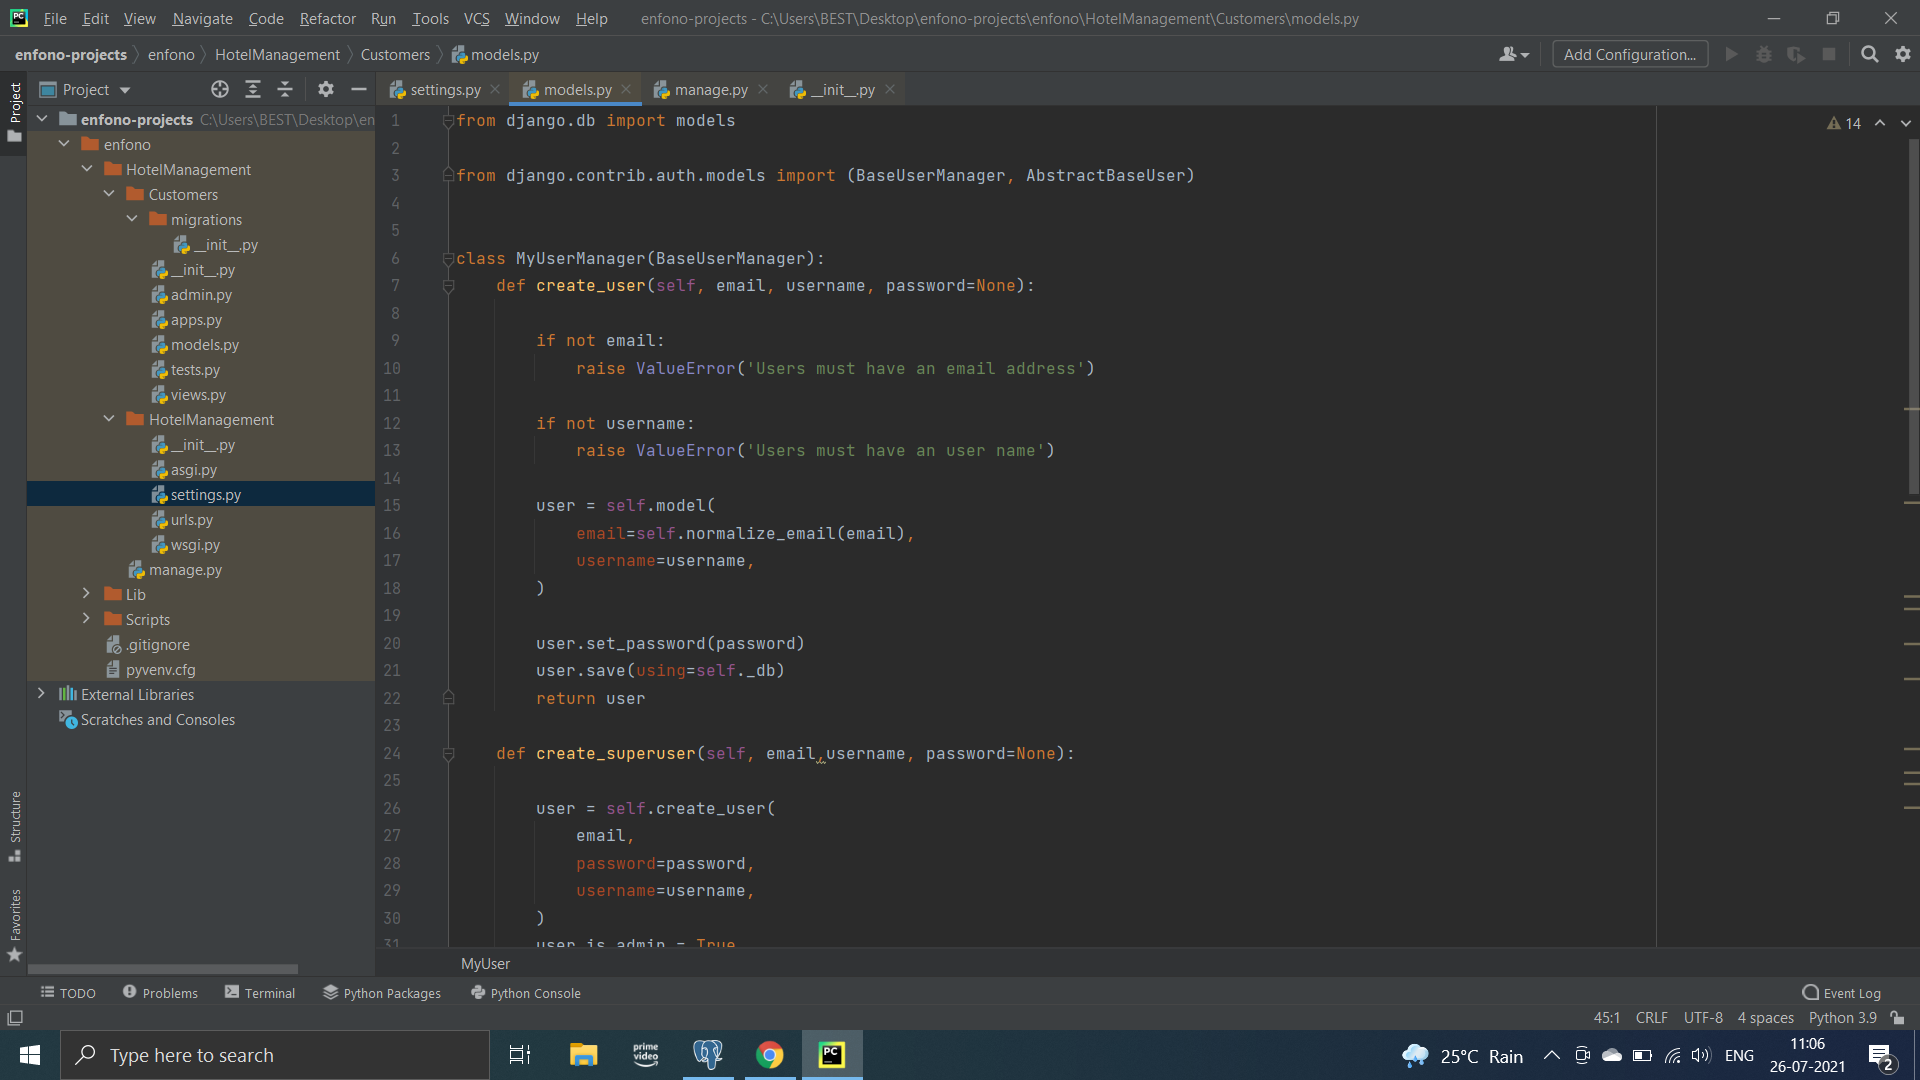 File Edit View Navigate Code Refactor Run Tools VCS Window Help enfono-projects - C:\Users\BEST\Desktop\enfono-projects\enfono\HotelManagement\Customers\models.py
enfono-projects enfono HotelManagement Customers models.py Add Configuration...
Project settings.py models.py manage.py __init__.py
Project
Structure
Favorites
enfono-projects C:\Users\BEST\Desktop\en
enfono
HotelManagement
Customers
migrations
__init__.py
__init__.py
admin.py
apps.py
models.py
tests.py
views.py
HotelManagement
__init__.py
asgi.py
settings.py
urls.py
wsgi.py
manage.py
Lib
Scripts
.gitignore
pyvenv.cfg
External Libraries
Scratches and Consoles
14
1 from django.db import models
2
3 from django.contrib.auth.models import (BaseUserManager, AbstractBaseUser)
4
5
6 class MyUserManager(BaseUserManager):
7     def create_user(self, email, username, password=None):
8
9         if not email:
10             raise ValueError('Users must have an email address')
11
12         if not username:
13             raise ValueError('Users must have an user name')
14
15         user = self.model(
16             email=self.normalize_email(email),
17             username=username,
18         )
19
20         user.set_password(password)
21         user.save(using=self._db)
22         return user
23
24     def create_superuser(self, email,username, password=None):
25
26         user = self.create_user(
27             email,
28             password=password,
29             username=username,
30         )
31         user.is_admin = True
MyUser
TODO Problems Terminal Python Packages Python Console Event Log
45:1 CRLF UTF-8 4 spaces Python 3.9
Type here to search prime video PC 25°C Rain ENG 11:06
26-07-2021 2